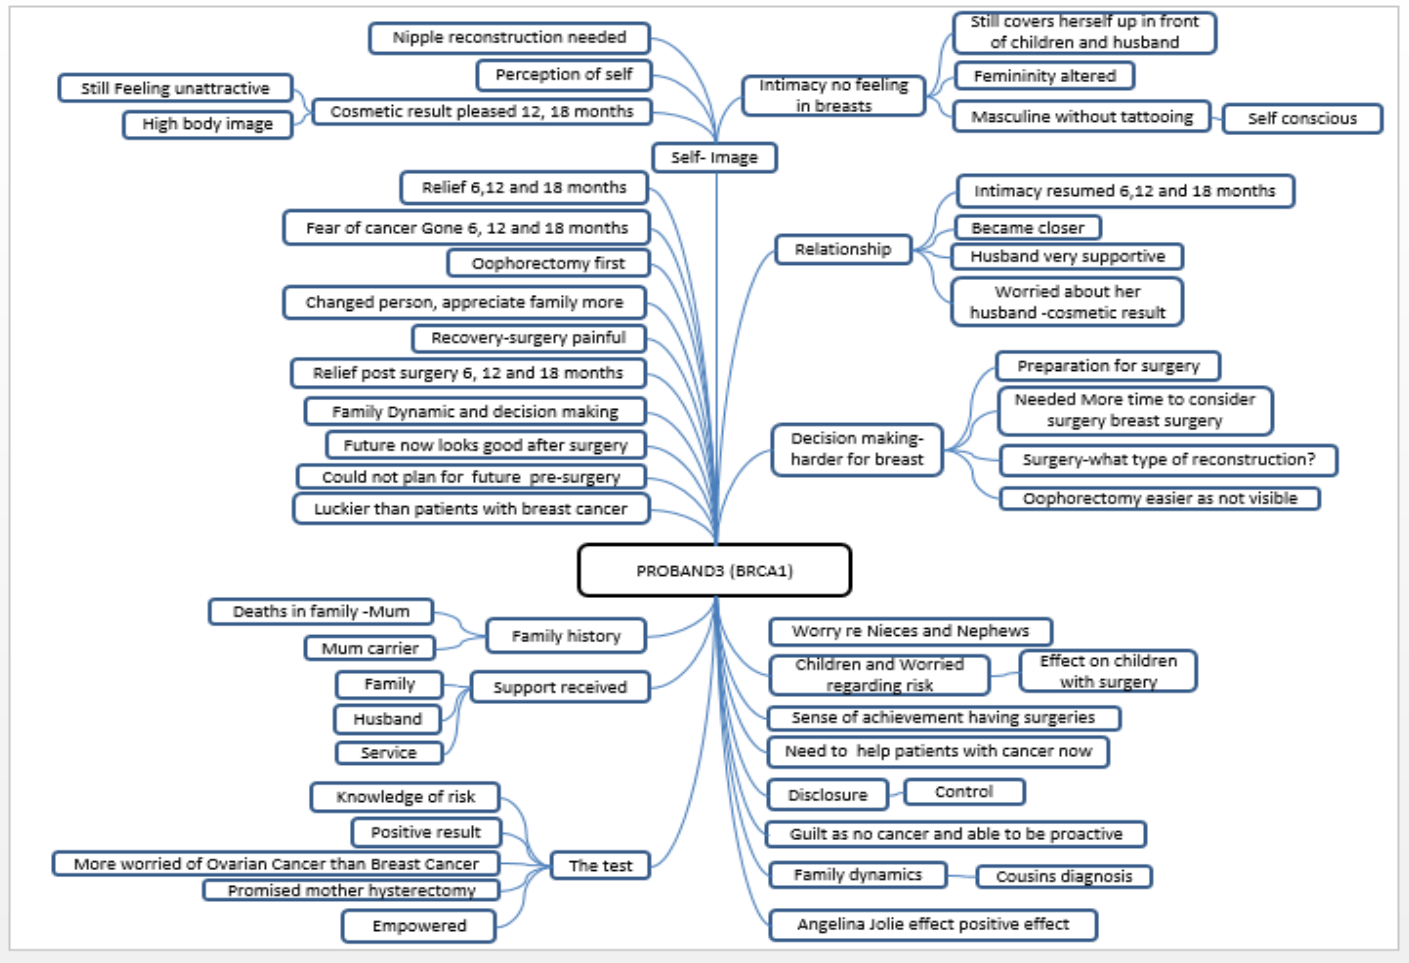 Nipple reconstruction needed
Perception of self
Still Feeling unattractive
Cosmetic result pleased 12, 18 months
High body image
Self- Image
Intimacy no feeling
in breasts
Still covers herself up in front
of children and husband
Femininity altered
Masculine without tattooing
Self conscious
Relief 6,12 and 18 months
Fear of cancer Gone 6, 12 and 18 months
Oophorectomy first
Changed person, appreciate family more
Recovery-surgery painful
Relief post surgery 6, 12 and 18 months
Family Dynamic and decision making
Future now looks good after surgery
Could not plan for future pre-surgery
Luckier than patients with breast cancer
Relationship
Intimacy resumed 6,12 and 18 months
Became closer
Husband very supportive
Worried about her
husband -cosmetic result
Decision making-
harder for breast
Preparation for surgery
Needed More time to consider
surgery breast surgery
Surgery-what type of reconstruction?
Oophorectomy easier as not visible
PROBAND3 (BRCA1)
Deaths in family -Mum
Family history
Mum carrier
Family
Support received
Husband
Service
Knowledge of risk
Positive result
More worried of Ovarian Cancer than Breast Cancer
The test
Promised mother hysterectomy
Empowered
Worry re Nieces and Nephews
Children and Worried
regarding risk
Effect on children
with surgery
Sense of achievement having surgeries
Need to help patients with cancer now
Disclosure
Control
Guilt as no cancer and able to be proactive
Family dynamics
Cousins diagnosis
Angelina Jolie effect positive effect